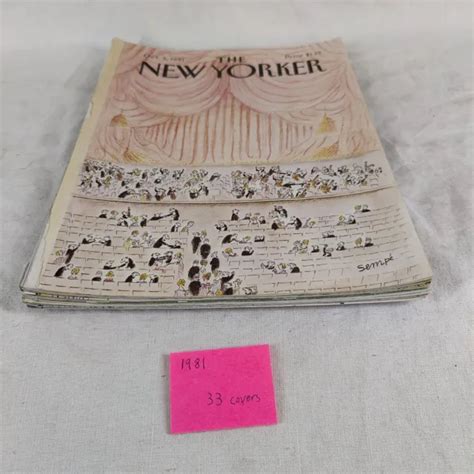 THE
NEW YORKER
Sempé
1981
33 covers